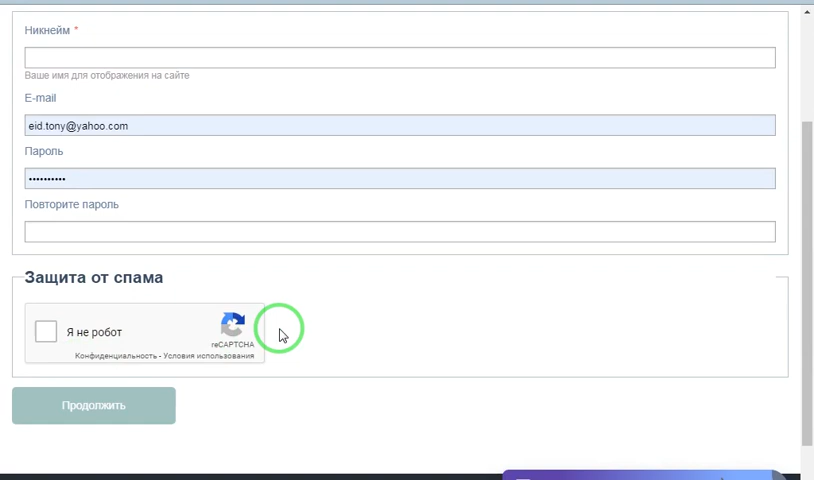 Никнейм *
Ваше имя для отображения на сайте
E-mail
eid.tony@yahoo.com
Пароль
••••••••••
Повторите пароль
Защита от спама
Я не робот
reCAPTCHA
Конфиденциальность - Условия использования
Продолжить